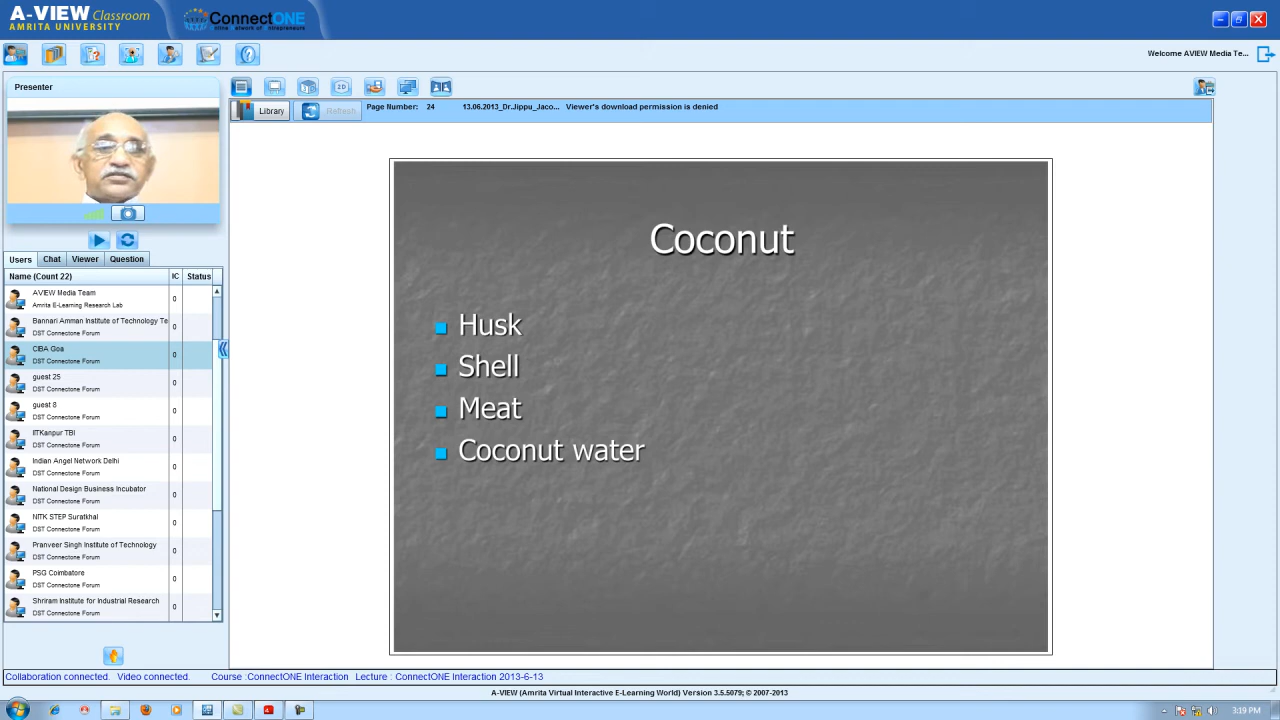 A-VIEW Classroom
AMRITA UNIVERSITY
ConnectONE
Welcome AVIEW Media Te...
Presenter
Library
Refresh
Page Number: 24
13.06.2013_Dr.Jippu_Jaco...
Viewer's download permission is denied
Users
Chat
Viewer
Question
Name (Count 22)
IC
Status
AVIEW Media Team
0
Amrita E-Learning Research Lab
Bannari Amman Institute of Technology Te
0
DST Connectone Forum
CIBA Goa
0
DST Connectone Forum
guest 25
0
DST Connectone Forum
guest 8
0
DST Connectone Forum
IITKanpur TBI
0
DST Connectone Forum
Indian Angel Network Delhi
0
DST Connectone Forum
National Design Business Incubator
0
DST Connectone Forum
NITK STEP Suratkhal
0
DST Connectone Forum
Pranveer Singh Institute of Technology
0
DST Connectone Forum
PSG Coimbatore
0
DST Connectone Forum
Shriram Institute for Industrial Research
0
DST Connectone Forum
Coconut
Husk
Shell
Meat
Coconut water
Collaboration connected. Video connected. Course :ConnectONE Interaction Lecture : ConnectONE Interaction 2013-6-13
A-VIEW (Amrita Virtual Interactive E-Learning World) Version 3.5.5079; © 2007-2013
3:19 PM